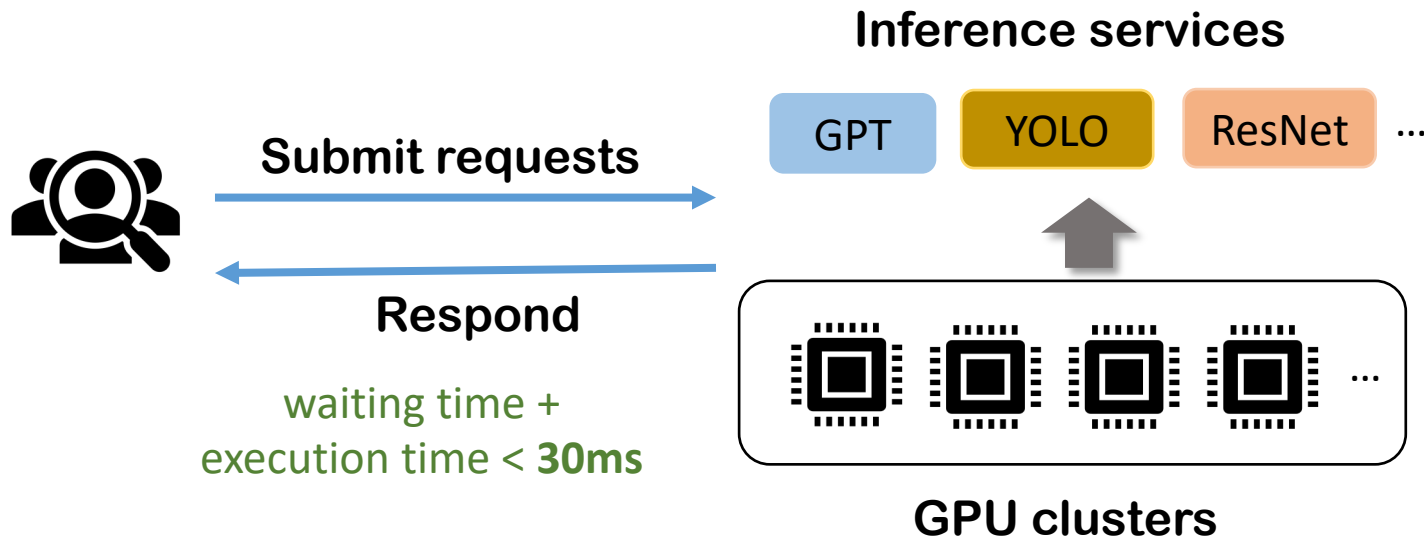 Inference services
GPT
YOLO
ResNet
...
Submit requests
Respond
waiting time +
execution time < 30ms
...
GPU clusters